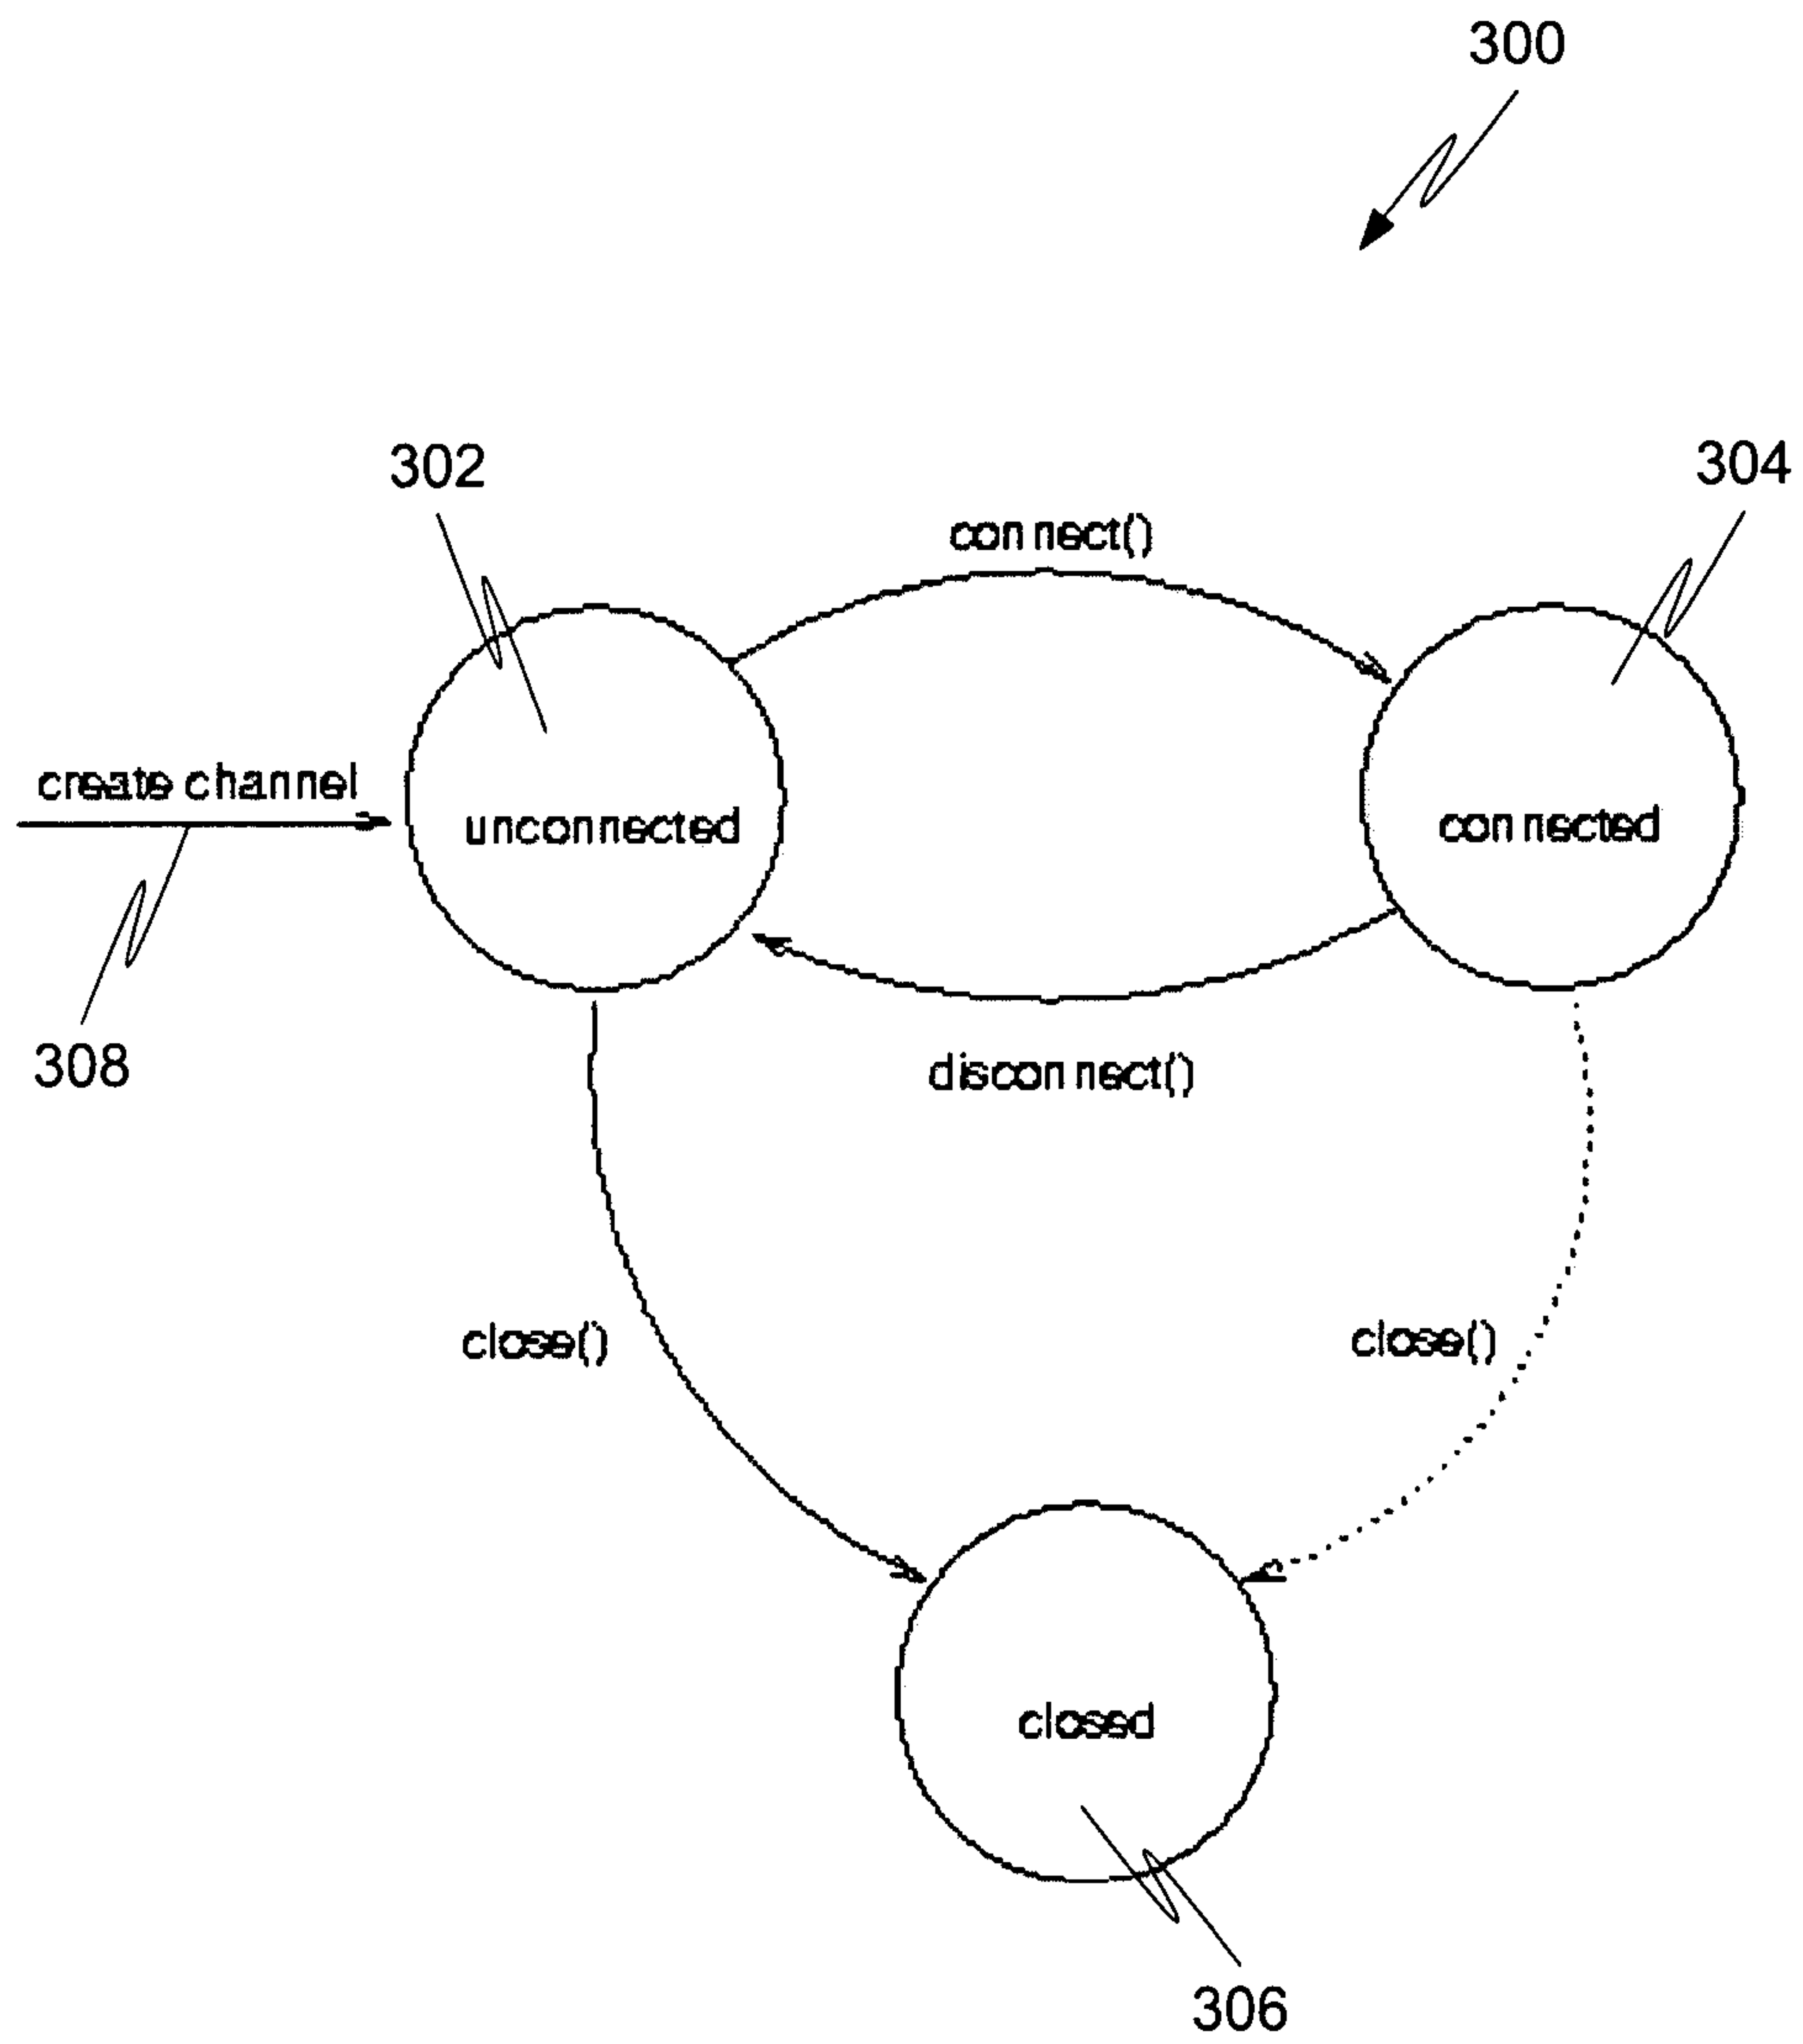 300
302
304
connect()
create channel
unconnected
connected
308
disconnect()
close()
close()
closed
306